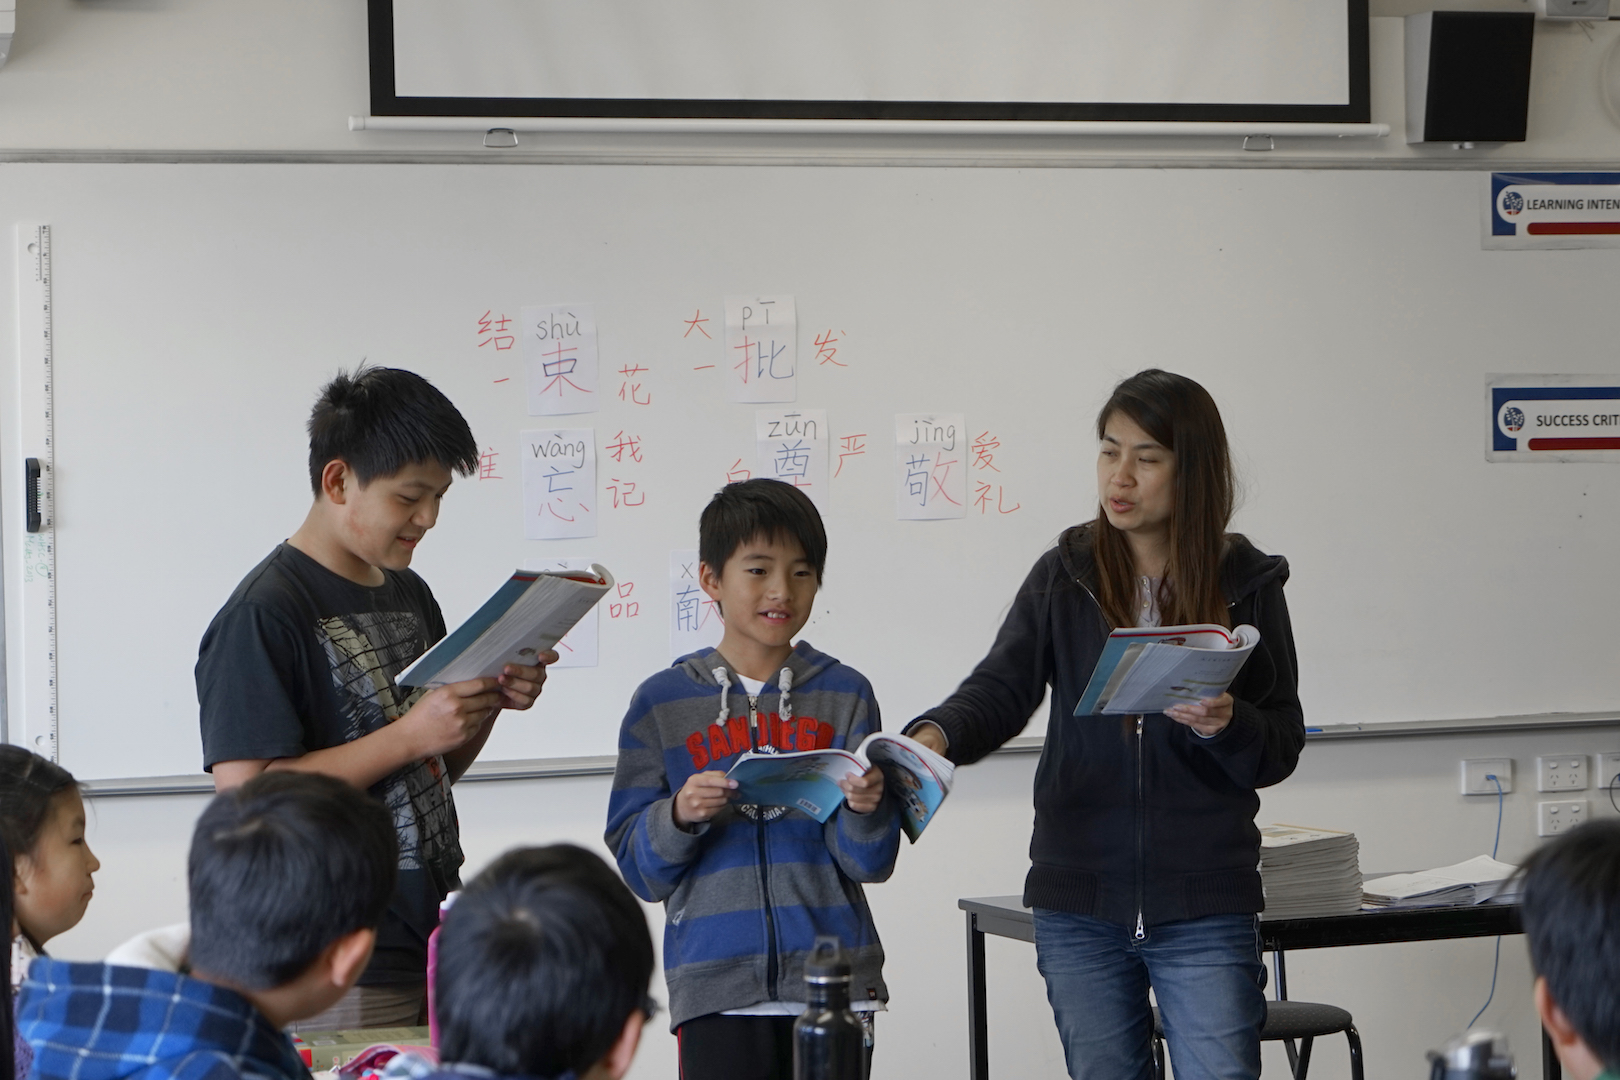 LEARNING INTEN
SUCCESS CRIT
结 shù 束
一 花
大 pī 批 发
一
wàng 忘 我
记
zūn 尊 严
jìng 敬 爱
礼
品
SAN DIEGO